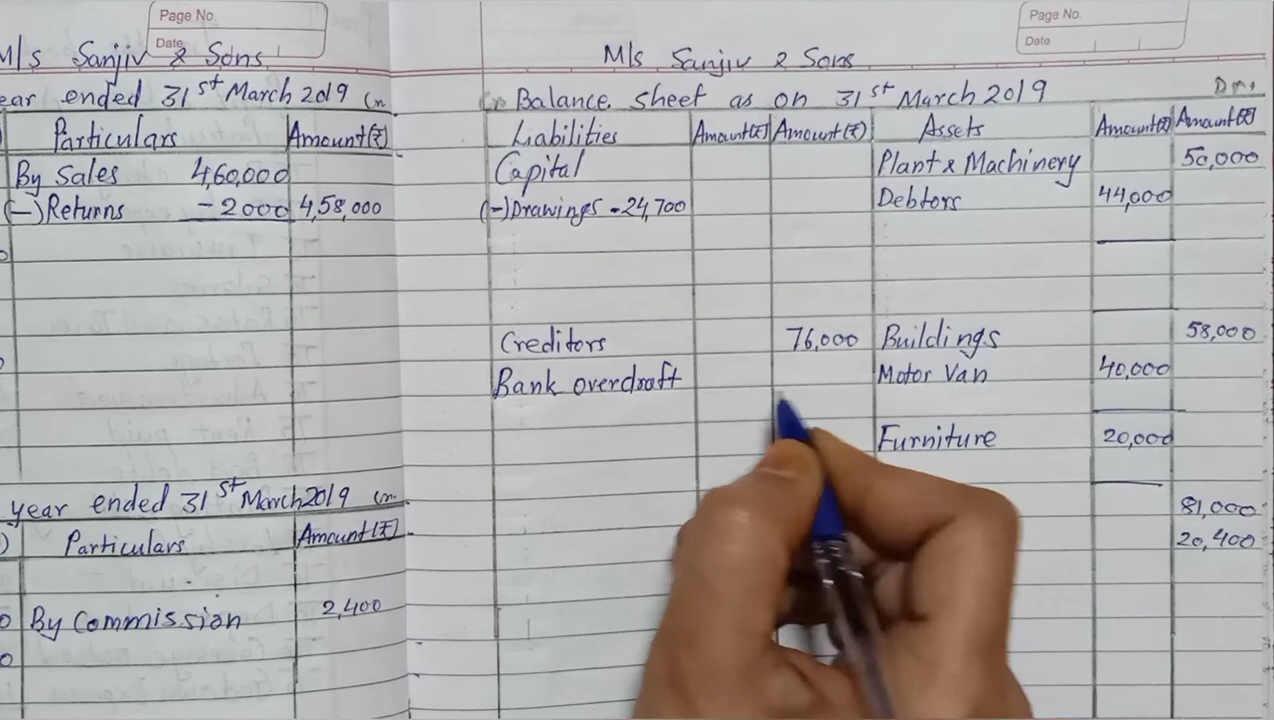 Page No.
Date
M/s Sanjiv & Sons
ear ended 31st March 2019
Particulars Amount(₹)
By Sales 4,60,000
(-) Returns - 2000 4,58,000
year ended 31st March 2019
Particulars Amount(₹)
By Commission 2,400
Page No.
Date
M/s Sanjiv & Sons
Balance sheet as on 31st March 2019
Liabilities Amount(₹) Amount(₹) Assets Amount(₹) Amount(₹)
Capital Plant & Machinery 50,000
(-) Drawings - 24,700 Debtors 44,000
Creditors 76,000 Buildings 58,000
Bank overdraft Motor Van 40,000
Furniture 20,000
81,000
20,400